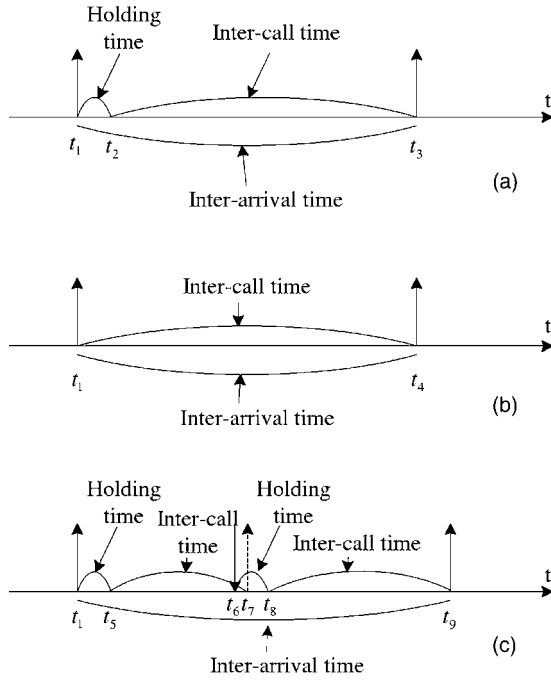 Holding
time
Inter-call time
t
t1
t2
t3
Inter-arrival time
(a)
Inter-call time
t
t1
t4
Inter-arrival time
(b)
Holding
time
Inter-call
time
Holding
time
Inter-call time
t
t1
t5
t6
t7
t8
t9
Inter-arrival time
(c)